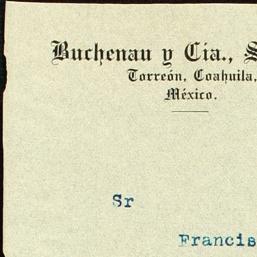 Buchenau y Cia., S
Torreón, Coahuila,
México.
Sr
Francis